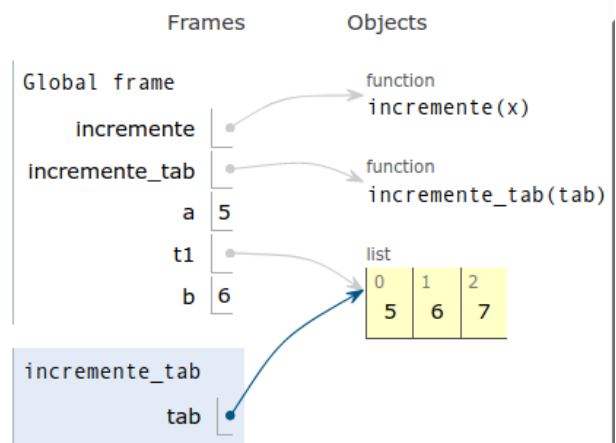 Frames Objects
Global frame
function
incremente(x)
incremente
function
incremente_tab
incremente_tab(tab)
a 5
t1
list
b 6
0 1 2
5 6 7
incremente_tab
tab